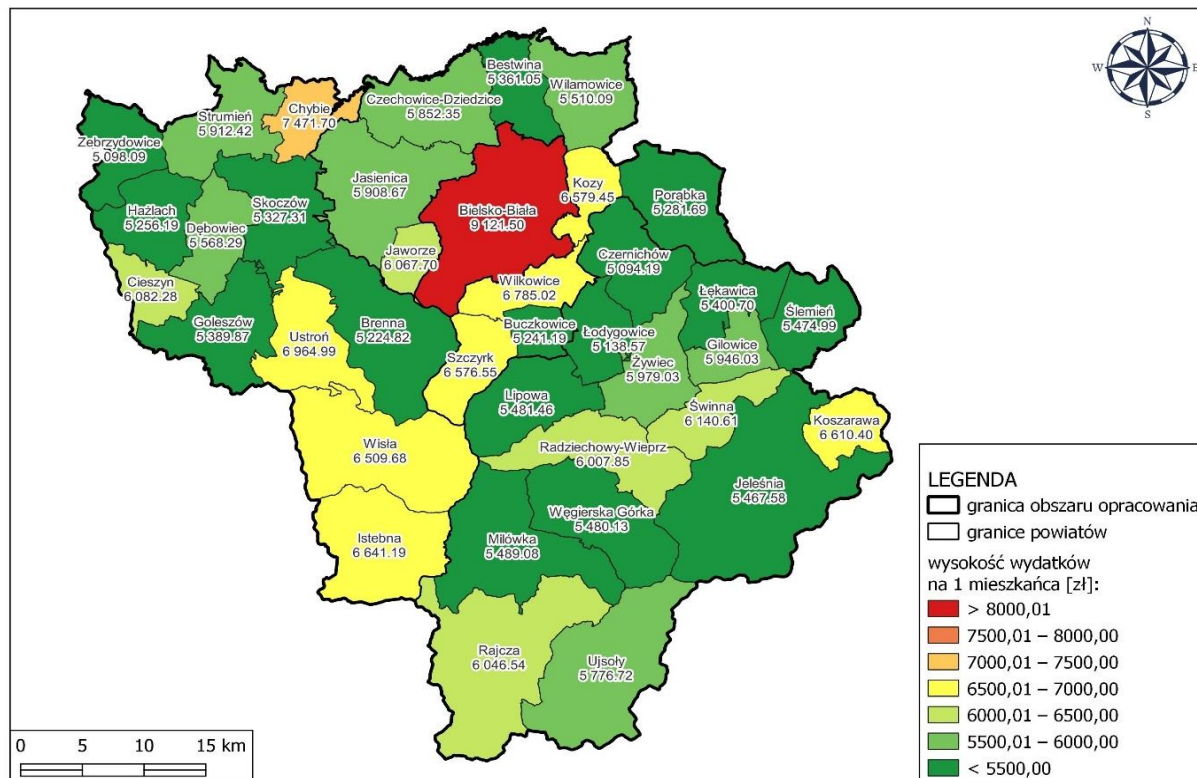 N
W
E
S
Bestwina
5 361.05
Wilamowice
5 510.09
Czechowice-Dziedzice
5 852.35
Chybie
7 471.70
Strumień
5 912.42
Zebrzydowice
5 098.09
Jasienica
5 908.67
Kozy
6 579.45
Porąbka
5 281.69
Skoczów
5 327.31
Hażlach
5 256.19
Dębowiec
5 568.29
Bielsko-Biała
9 121.50
Jaworze
6 067.70
Czernichów
5 094.19
Cieszyn
6 082.28
Wilkowice
6 785.02
Łękawica
5 400.70
Ślemień
5 474.99
Goleszów
5 389.87
Ustroń
6 964.99
Brenna
5 224.82
Buczkowice
5 241.19
Łodygowice
5 138.57
Gilowice
5 946.03
Szczyrk
6 576.55
Żywiec
5 979.03
Lipowa
5 481.46
Świnna
6 140.61
Koszarawa
6 610.40
Wisła
6 509.68
Radziechowy-Wieprz
6 007.85
Jeleśnia
5 467.58
Węgierska Górka
5 480.13
Istebna
6 641.19
Milówka
5 489.08
Rajcza
6 046.54
Ujsoły
5 776.72
LEGENDA
granica obszaru opracowania
granice powiatów
wysokość wydatków
na 1 mieszkańca [zł]:
> 8000,01
7500,01 – 8000,00
7000,01 – 7500,00
6500,01 – 7000,00
6000,01 – 6500,00
5500,01 – 6000,00
< 5500,00
0 5 10 15 km